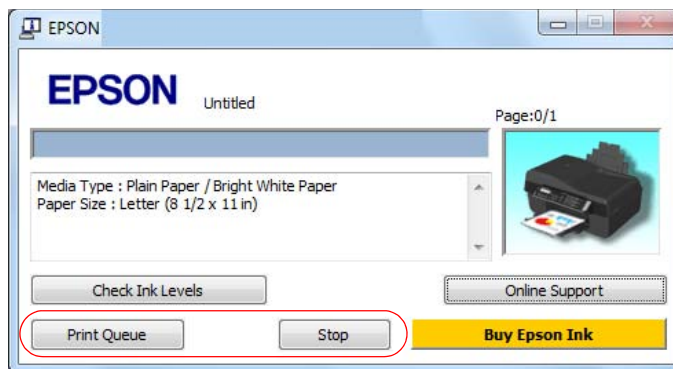 EPSON
EPSON
Untitled
Page:0/1
Media Type : Plain Paper / Bright White Paper
Paper Size : Letter (8 1/2 x 11 in)
Check Ink Levels
Online Support
Print Queue
Stop
Buy Epson Ink